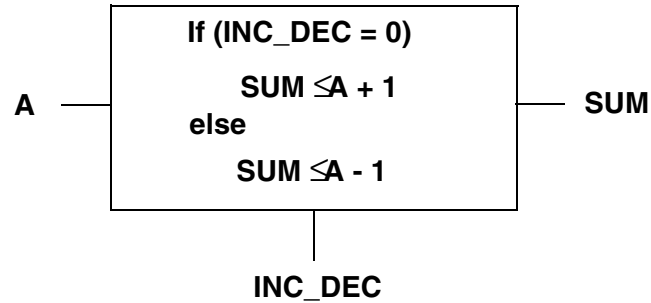 If (INC_DEC = 0)
SUM ≤A + 1
A
SUM
else
SUM ≤A - 1
INC_DEC